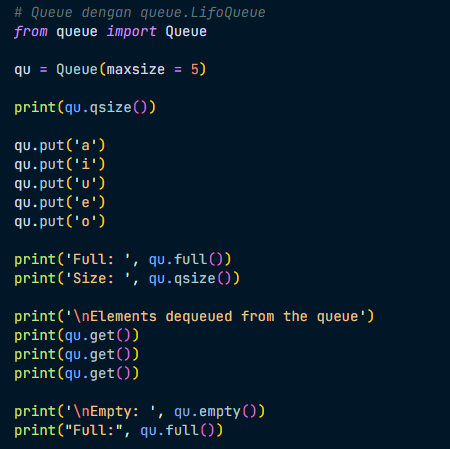 # Queue dengan queue.LifoQueue
from queue import Queue
qu = Queue(maxsize = 5)
print(qu.qsize())
qu.put('a')
qu.put('i')
qu.put('u')
qu.put('e')
qu.put('o')
print('Full: ', qu.full())
print('Size: ', qu.qsize())
print('\nElements dequeued from the queue')
print(qu.get())
print(qu.get())
print(qu.get())
print('\nEmpty: ', qu.empty())
print("Full:", qu.full())